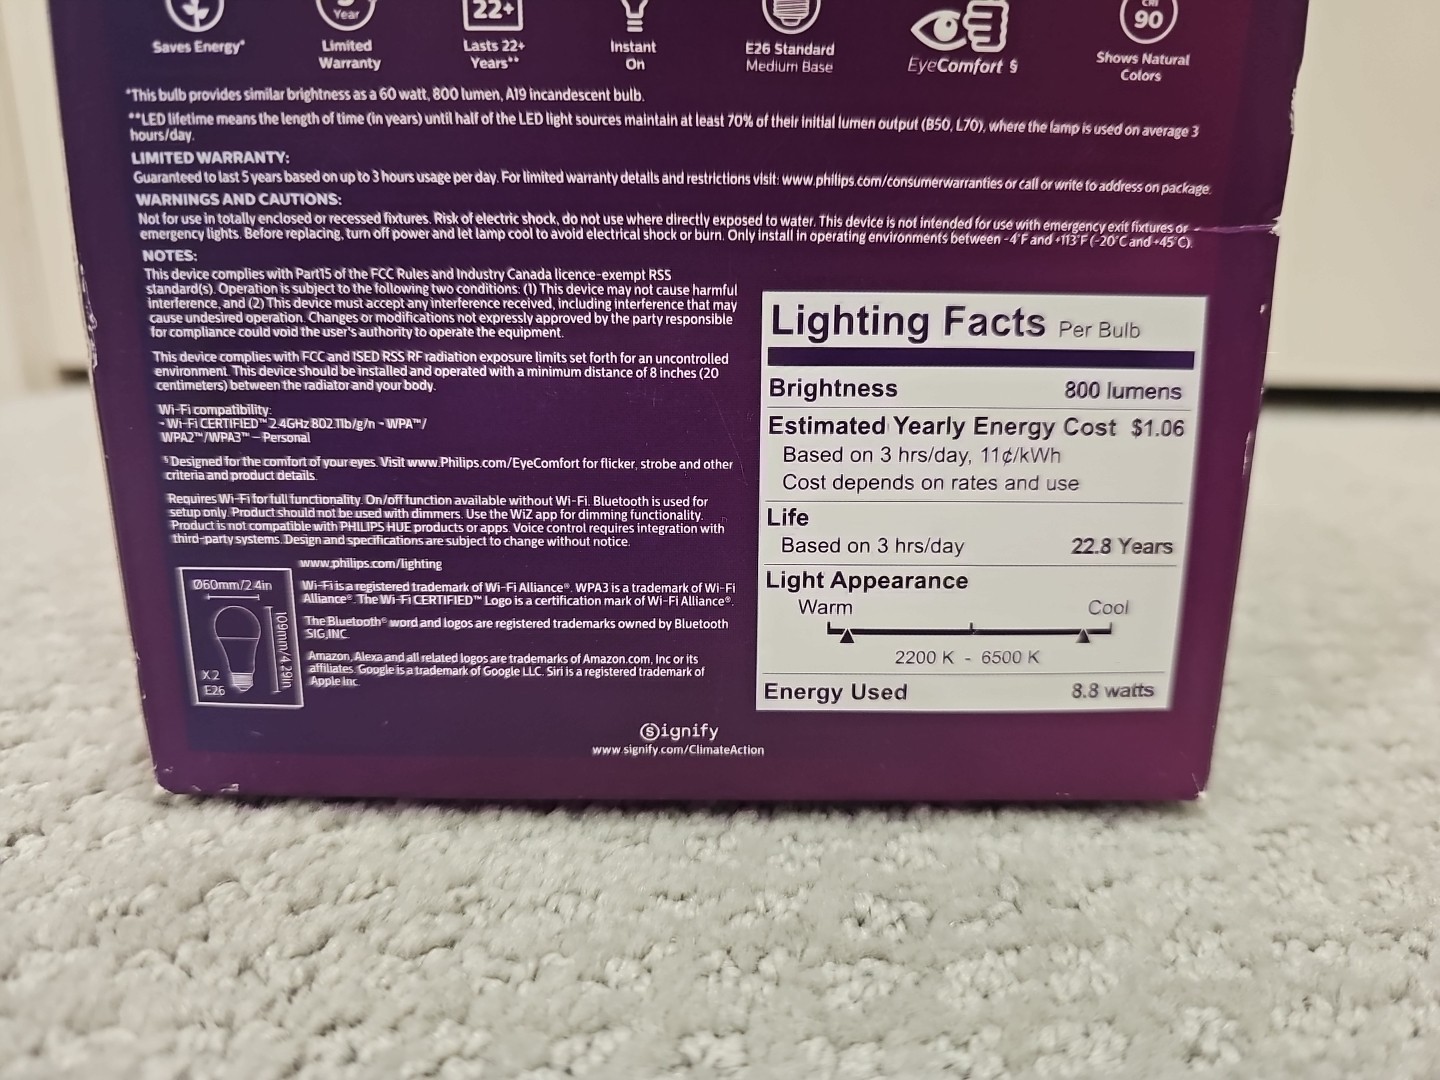 22+
Year
CRI
90
Saves Energy*
Limited
Warranty
Lasts 22+
Years**
Instant
On
E26 Standard
Medium Base
EyeComfort §
Shows Natural
Colors
*This bulb provides similar brightness as a 60 watt, 800 lumen, A19 incandescent bulb.
**LED lifetime means the length of time (in years) until half of the LED light sources maintain at least 70% of their initial lumen output (B50, L70), where the lamp is used on average 3
hours/day.
LIMITED WARRANTY:
Guaranteed to last 5 years based on up to 3 hours usage per day. For limited warranty details and restrictions visit: www.philips.com/consumerwarranties or call or write to address on package.
WARNINGS AND CAUTIONS:
Not for use in totally enclosed or recessed fixtures. Risk of electric shock, do not use where directly exposed to water. This device is not intended for use with emergency exit fixtures or
emergency lights. Before replacing, turn off power and let lamp cool to avoid electrical shock or burn. Only install in operating environments between -4°F and +113°F (-20°C and +45°C).
NOTES:
This device complies with Part15 of the FCC Rules and Industry Canada licence-exempt RSS
standard(s). Operation is subject to the following two conditions: (1) This device may not cause harmful
interference, and (2) This device must accept any interference received, including interference that may
cause undesired operation. Changes or modifications not expressly approved by the party responsible
for compliance could void the user's authority to operate the equipment.
This device complies with FCC and ISED RSS RF radiation exposure limits set forth for an uncontrolled
environment. This device should be installed and operated with a minimum distance of 8 inches (20
centimeters) between the radiator and your body.
Wi-Fi compatibility:
- Wi-Fi CERTIFIED™ 2.4GHz 802.11b/g/n - WPA™/
WPA2™/WPA3™ – Personal
§Designed for the comfort of your eyes. Visit www.Philips.com/EyeComfort for flicker, strobe and other
criteria and product details.
Requires Wi-Fi for full functionality. On/off function available without Wi-Fi. Bluetooth is used for
setup only. Product should not be used with dimmers. Use the WiZ app for dimming functionality.
Product is not compatible with PHILIPS HUE products or apps. Voice control requires integration with
third-party systems. Design and specifications are subject to change without notice.
www.philips.com/lighting
Wi-Fi is a registered trademark of Wi-Fi Alliance®. WPA3 is a trademark of Wi-Fi
Alliance®. The Wi-Fi CERTIFIED™ Logo is a certification mark of Wi-Fi Alliance®.
The Bluetooth® word and logos are registered trademarks owned by Bluetooth
SIG,INC.
Amazon, Alexa and all related logos are trademarks of Amazon.com, Inc or its
affiliates. Google is a trademark of Google LLC. Siri is a registered trademark of
Apple Inc.
Ø60mm/2.4in
109mm/4.29in
X2
E26
Signify
www.signify.com/ClimateAction
Lighting Facts Per Bulb
Brightness 800 lumens
Estimated Yearly Energy Cost $1.06
Based on 3 hrs/day, 11¢/kWh
Cost depends on rates and use
Life
Based on 3 hrs/day 22.8 Years
Light Appearance
Warm Cool
2200 K - 6500 K
Energy Used 8.8 watts